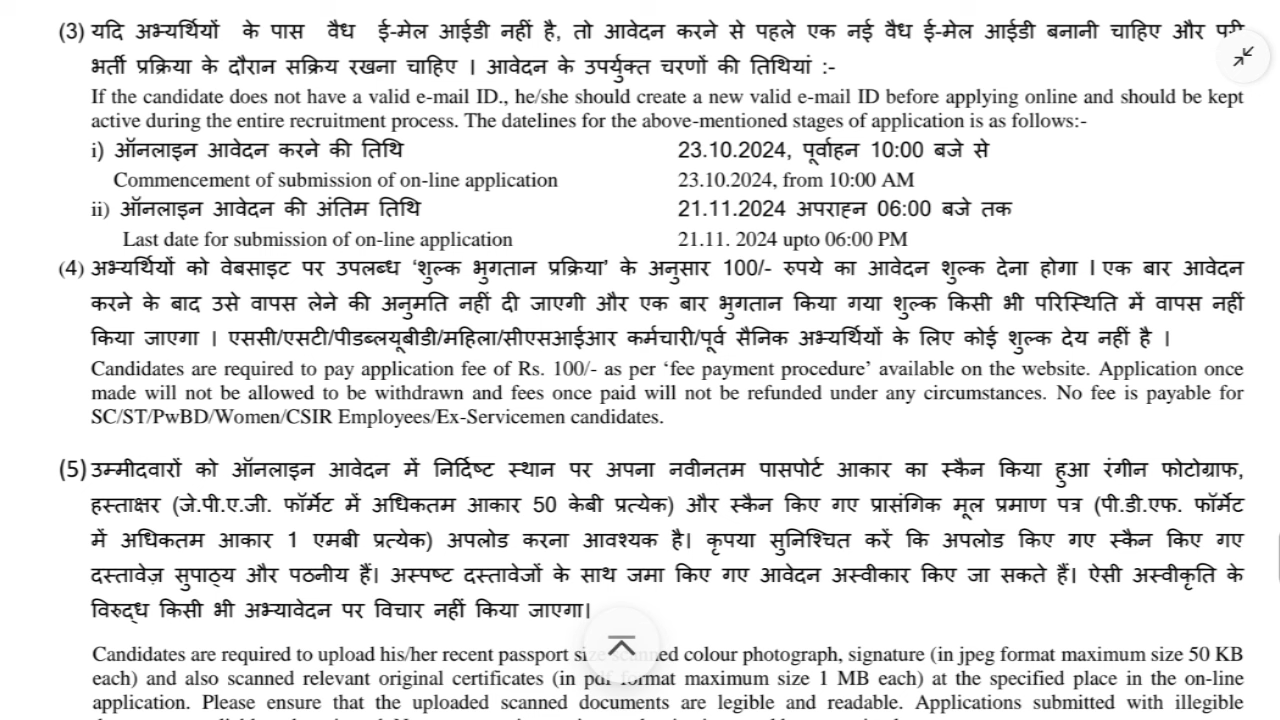 (3) यदि अभ्यर्थियों के पास वैध ई-मेल आईडी नहीं है, तो आवेदन करने से पहले एक नई वैध ई-मेल आईडी बनानी चाहिए और
भर्ती प्रक्रिया के दौरान सक्रिय रखना चाहिए । आवेदन के उपर्युक्त चरणों की तिथियां :-
If the candidate does not have a valid e-mail ID., he/she should create a new valid e-mail ID before applying online and should be kept
active during the entire recruitment process. The datelines for the above-mentioned stages of application is as follows:-
i) ऑनलाइन आवेदन करने की तिथि 23.10.2024, पूर्वाहन 10:00 बजे से
Commencement of submission of on-line application 23.10.2024, from 10:00 AM
ii) ऑनलाइन आवेदन की अंतिम तिथि 21.11.2024 अपराहन 06:00 बजे तक
Last date for submission of on-line application 21.11. 2024 upto 06:00 PM
(4) अभ्यर्थियों को वेबसाइट पर उपलब्ध ‘शुल्क भुगतान प्रक्रिया’ के अनुसार 100/- रुपये का आवेदन शुल्क देना होगा । एक बार आवेदन
करने के बाद उसे वापस लेने की अनुमति नहीं दी जाएगी और एक बार भुगतान किया गया शुल्क किसी भी परिस्थिति में वापस नहीं
किया जाएगा । एससी/एसटी/पीडब्लयूबीडी/महिला/सीएसआईआर कर्मचारी/पूर्व सैनिक अभ्यर्थियों के लिए कोई शुल्क देय नहीं है ।
Candidates are required to pay application fee of Rs. 100/- as per ‘fee payment procedure’ available on the website. Application once
made will not be allowed to be withdrawn and fees once paid will not be refunded under any circumstances. No fee is payable for
SC/ST/PwBD/Women/CSIR Employees/Ex-Servicemen candidates.
(5) उम्मीदवारों को ऑनलाइन आवेदन में निर्दिष्ट स्थान पर अपना नवीनतम पासपोर्ट आकार का स्कैन किया हुआ रंगीन फोटोग्राफ,
हस्ताक्षर (जे.पी.ए.जी. फॉर्मेट में अधिकतम आकार 50 केबी प्रत्येक) और स्कैन किए गए प्रासंगिक मूल प्रमाण पत्र (पी.डी.एफ. फॉर्मेट
में अधिकतम आकार 1 एमबी प्रत्येक) अपलोड करना आवश्यक है। कृपया सुनिश्चित करें कि अपलोड किए गए स्कैन किए गए
दस्तावेज़ सुपाठ्य और पठनीय हैं। अस्पष्ट दस्तावेजों के साथ जमा किए गए आवेदन अस्वीकार किए जा सकते हैं। ऐसी अस्वीकृति के
विरुद्ध किसी भी अभ्यावेदन पर विचार नहीं किया जाएगा।
Candidates are required to upload his/her recent passport size scanned colour photograph, signature (in jpeg format maximum size 50 KB
each) and also scanned relevant original certificates (in pdf format maximum size 1 MB each) at the specified place in the on-line
application. Please ensure that the uploaded scanned documents are legible and readable. Applications submitted with illegible